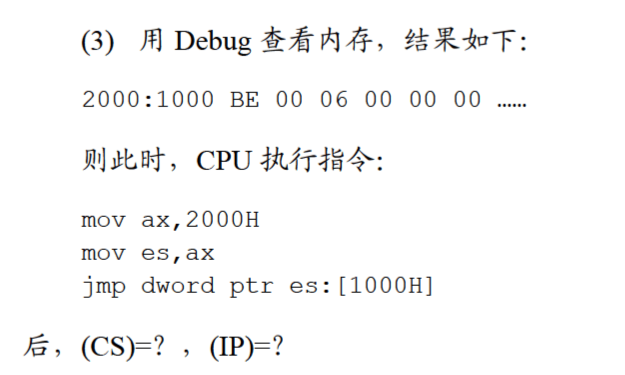 (3) 用 Debug 查看内存，结果如下：
2000:1000 BE 00 06 00 00 00 ……
则此时，CPU 执行指令：
mov ax,2000H
mov es,ax
jmp dword ptr es:[1000H]
后，(CS)=？，(IP)=？